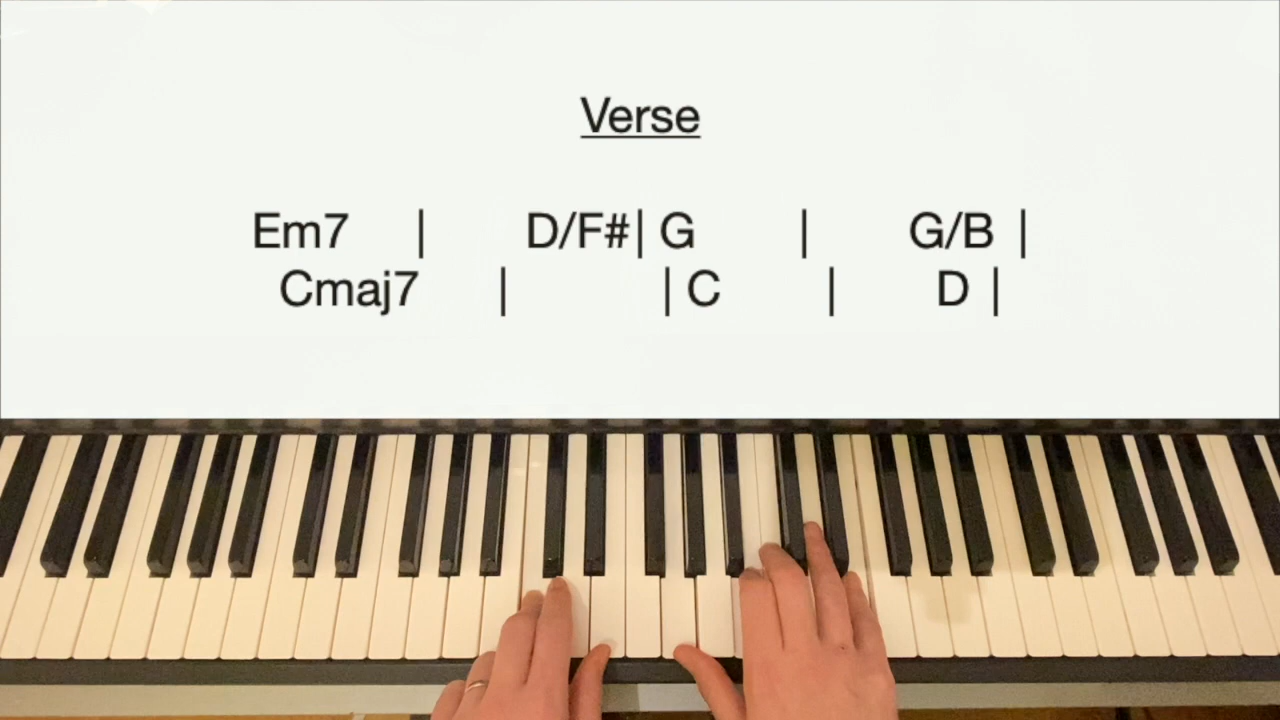 Verse
Em7 | D/F#| G | G/B |
Cmaj7 | | C | D |